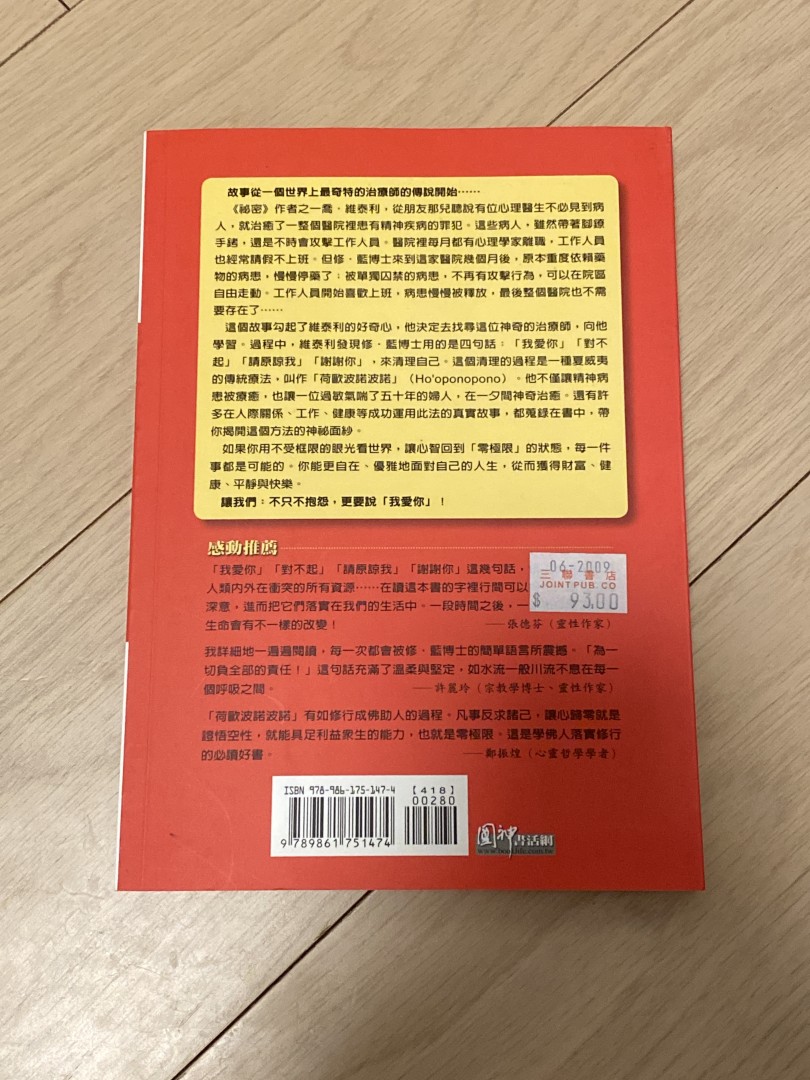 故事從一個世界上最奇特的治療師的傳說開始……
《祕密》作者之一喬．維泰利，從朋友那兒聽說有位心理醫生不必見到病
人，就治癒了一整個醫院裡患有精神疾病的罪犯。這些病人，雖然帶著腳鐐
手銬，還是不時會攻擊工作人員。醫院裡每月都有心理學家離職，工作人員
也經常請假不上班。但修．藍博士來到這家醫院幾個月後，原本重度依賴藥
物的病患，慢慢停藥了；被單獨囚禁的病患，不再有攻擊行為，可以在院區
自由走動。工作人員開始喜歡上班，病患慢慢被釋放，最後整個醫院也不需
要存在了……
這個故事勾起了維泰利的好奇心，他決定去找尋這位神奇的治療師，向他
學習。過程中，維泰利發現修．藍博士用的是四句話：「我愛你」「對不
起」「請原諒我」「謝謝你」，來清理自己。這個清理的過程是一種夏威夷
的傳統療法，叫作「荷歐波諾波諾」（Ho'oponopono）。他不僅讓精神病
患被療癒，也讓一位過敏氣喘了五十年的婦人，在一夕間神奇治癒。還有許
多在人際關係、工作、健康等成功運用此法的真實故事，都蒐錄在書中，帶
你揭開這個方法的神祕面紗。
如果你用不受框限的眼光看世界，讓心智回到「零極限」的狀態，每一件
事都是可能的。你能更自在、優雅地面對自己的人生，從而獲得財富、健
康、平靜與快樂。
讓我們：不只不抱怨，更要說「我愛你」！
感動推薦
「我愛你」「對不起」「請原諒我」「謝謝你」這幾句話，
人類內外在衝突的所有資源……在讀這本書的字裡行間可以
深意，進而把它們落實在我們的生活中。一段時間之後，一
生命會有不一樣的改變！ ——張德芬（靈性作家）
06-2009
三聯書店
JOINT PUB. CO
$ 93.00
我詳細地一遍遍閱讀，每一次都會被修．藍博士的簡單語言所震撼。「為一
切負全部的責任！」這句話充滿了溫柔與堅定，如水流一般川流不息在每一
個呼吸之間。 ——許麗玲（宗教學博士、靈性作家）
「荷歐波諾波諾」有如修行成佛助人的過程。凡事反求諸己，讓心歸零就是
證悟空性，就能具足利益眾生的能力，也就是零極限。這是學佛人落實修行
的必讀好書。 ——鄭振煌（心靈哲學學者）
ISBN 978-986-175-147-4
[418]
00280
9 789861 751474
圓神書活網
www.booklife.com.tw